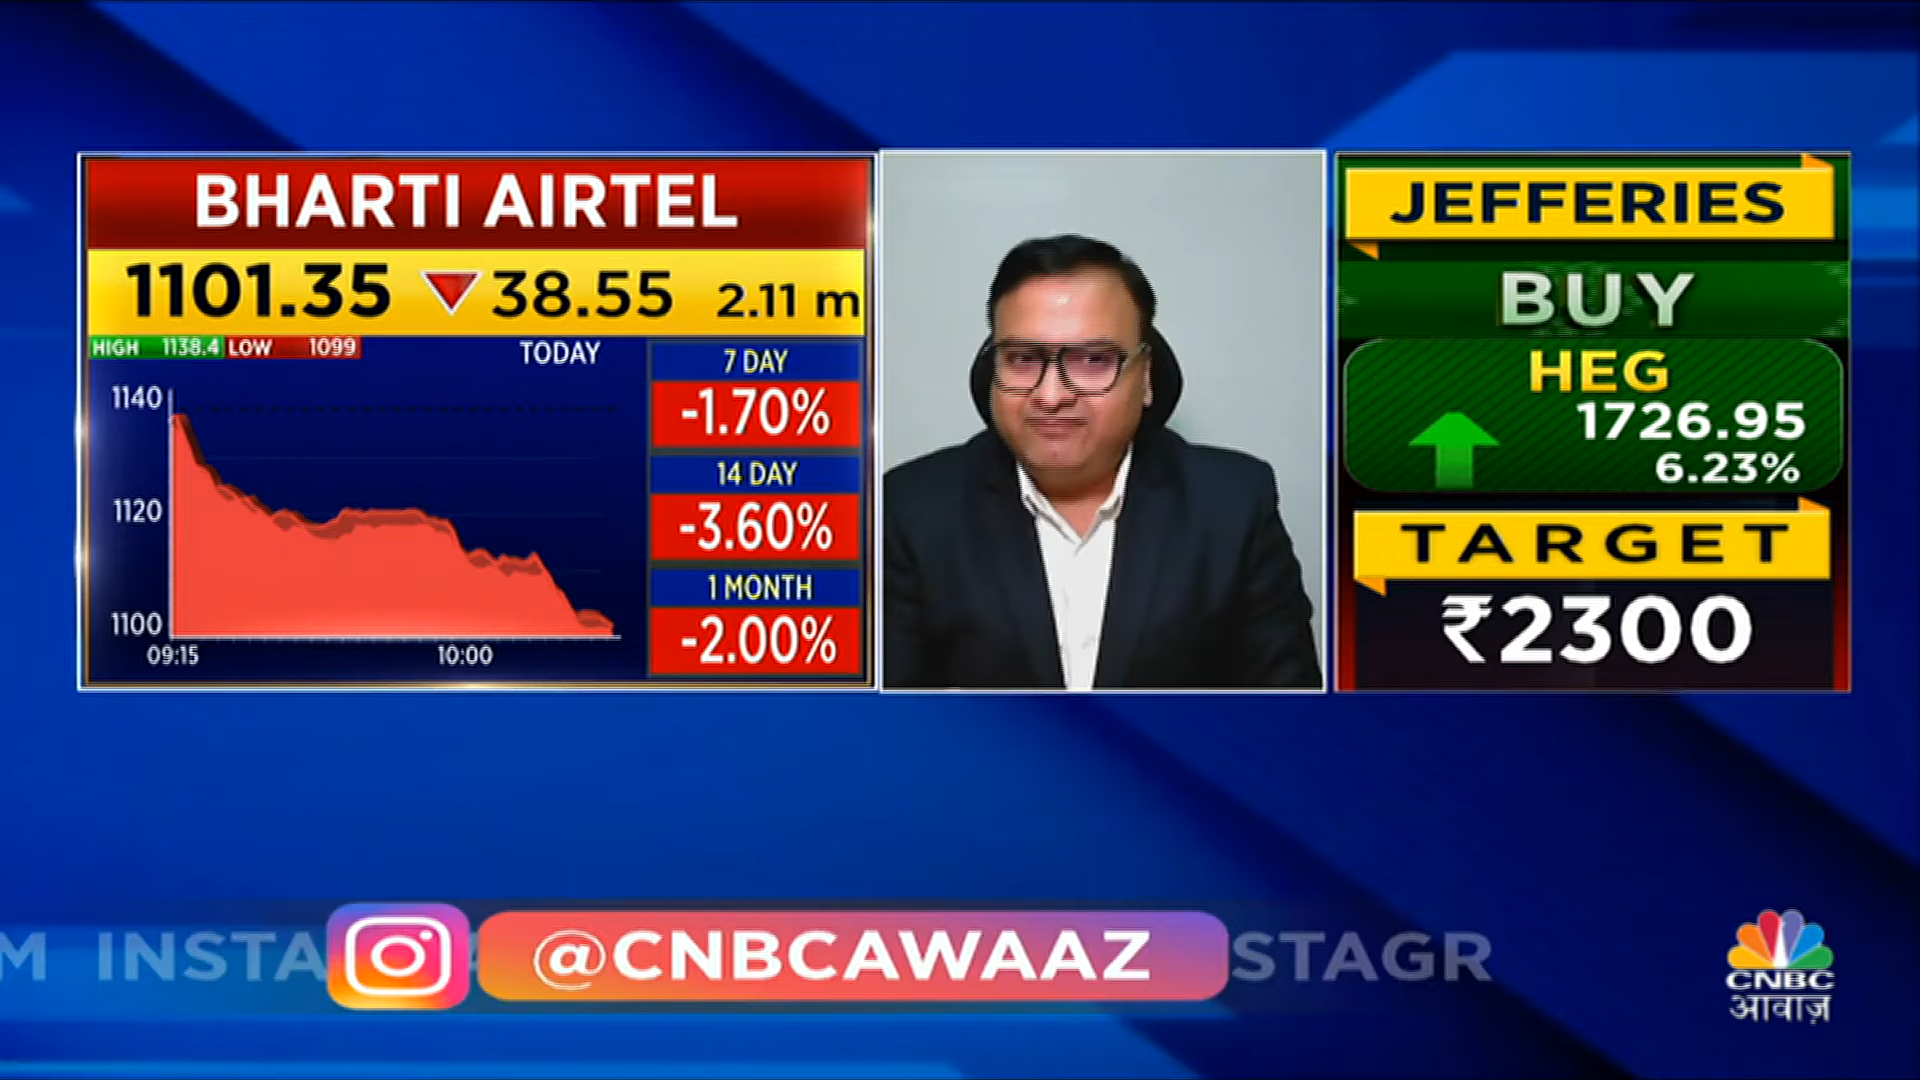 BHARTI AIRTEL
1101.35 ▼38.55 2.11 m
HIGH 1138.4 LOW 1099
TODAY
1140
1120
1100
09:15 10:00
7 DAY
-1.70%
14 DAY
-3.60%
1 MONTH
-2.00%
JEFFERIES
BUY
HEG
1726.95
6.23%
TARGET
₹2300
M INSTA @CNBCAWAAZ STAGR
CNBC
आवाज़